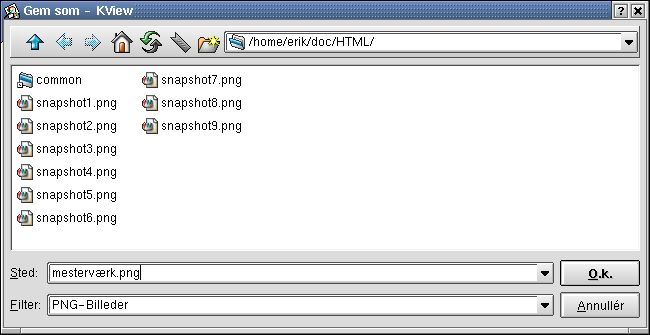 Gem som - KView
/home/erik/doc/HTML/
common
snapshot1.png
snapshot2.png
snapshot3.png
snapshot4.png
snapshot5.png
snapshot6.png
snapshot7.png
snapshot8.png
snapshot9.png
Sted: mesterværk.png O.k.
Filter: PNG-Billeder Annullér